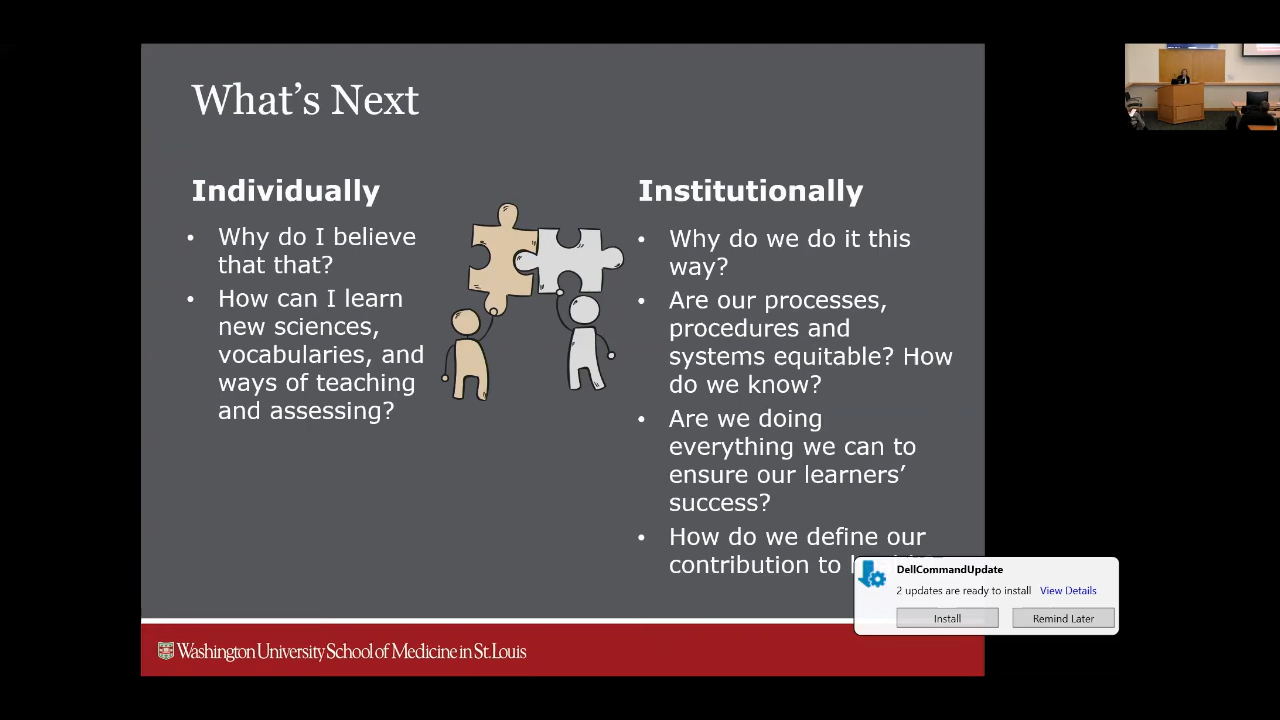 What's Next
Individually
• Why do I believe
that that?
• How can I learn
new sciences,
vocabularies, and
ways of teaching
and assessing?
Institutionally
• Why do we do it this
way?
• Are our processes,
procedures and
systems equitable? How
do we know?
• Are we doing
everything we can to
ensure our learners'
success?
• How do we define our
contribution to
DellCommandUpdate
2 updates are ready to install View Details
Install Remind Later
Washington University School of Medicine in St. Louis